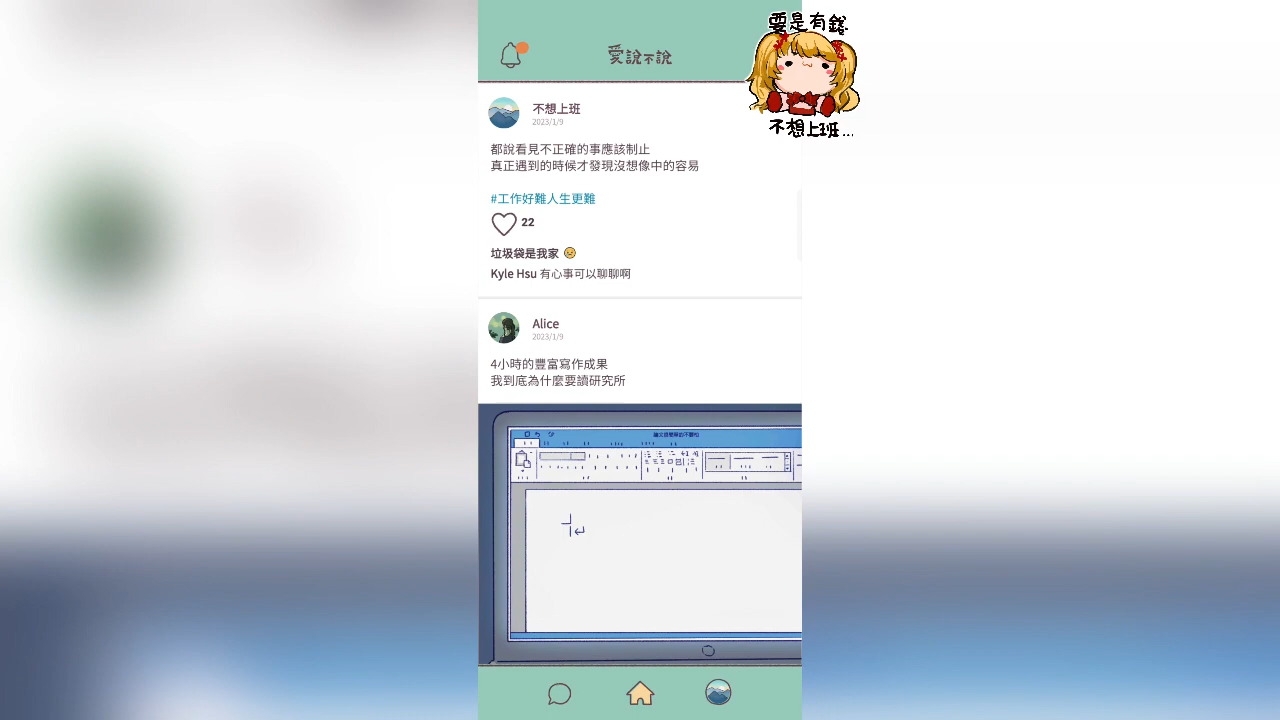 要是有錢
愛說不說
不想上班...
不想上班
2023/1/9
都說看見不正確的事應該制止
真正遇到的時候才發現沒想像中的容易
#工作好難人生更難
22
垃圾袋是我家
Kyle Hsu 有心事可以聊聊啊
Alice
2023/1/9
4小時的豐富寫作成果
我到底為什麼要讀研究所